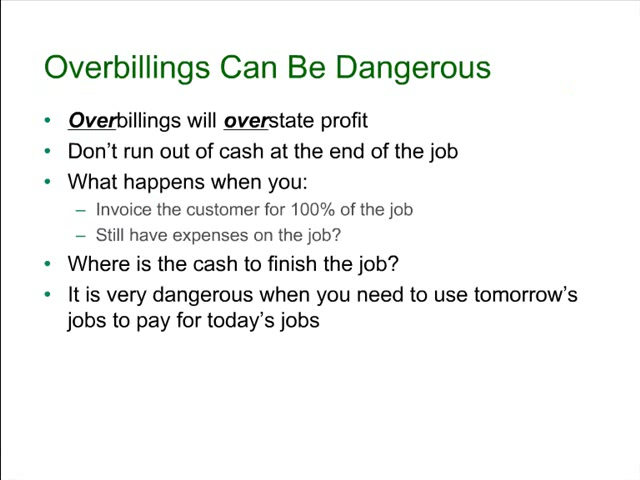 Overbillings Can Be Dangerous
• Overbillings will overstate profit
• Don't run out of cash at the end of the job
• What happens when you:
– Invoice the customer for 100% of the job
– Still have expenses on the job?
• Where is the cash to finish the job?
• It is very dangerous when you need to use tomorrow's
jobs to pay for today's jobs